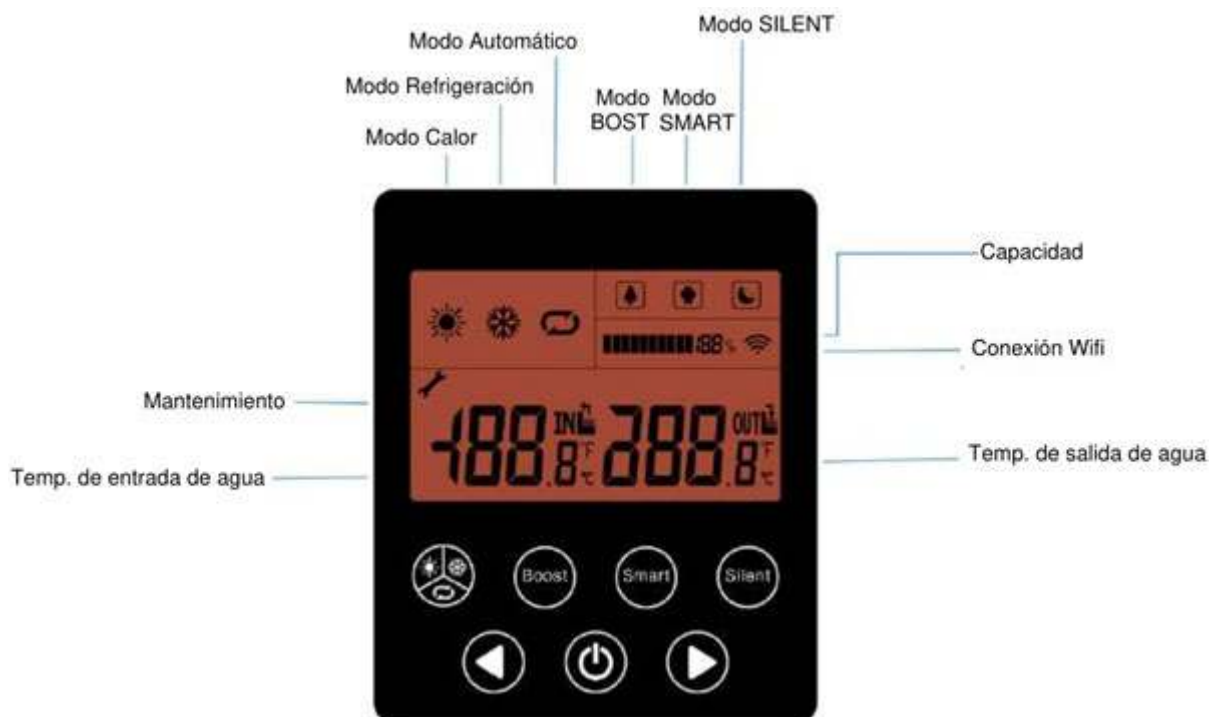 Modo SILENT
Modo Automático
Modo Refrigeración
Modo Modo
BOST SMART
Modo Calor
Capacidad
188 %
Conexión Wifi
Mantenimiento
IN
OUT
188.8 °F °C
288.8 °F °C
Temp. de entrada de agua
Temp. de salida de agua
Boost
Smart
Silent